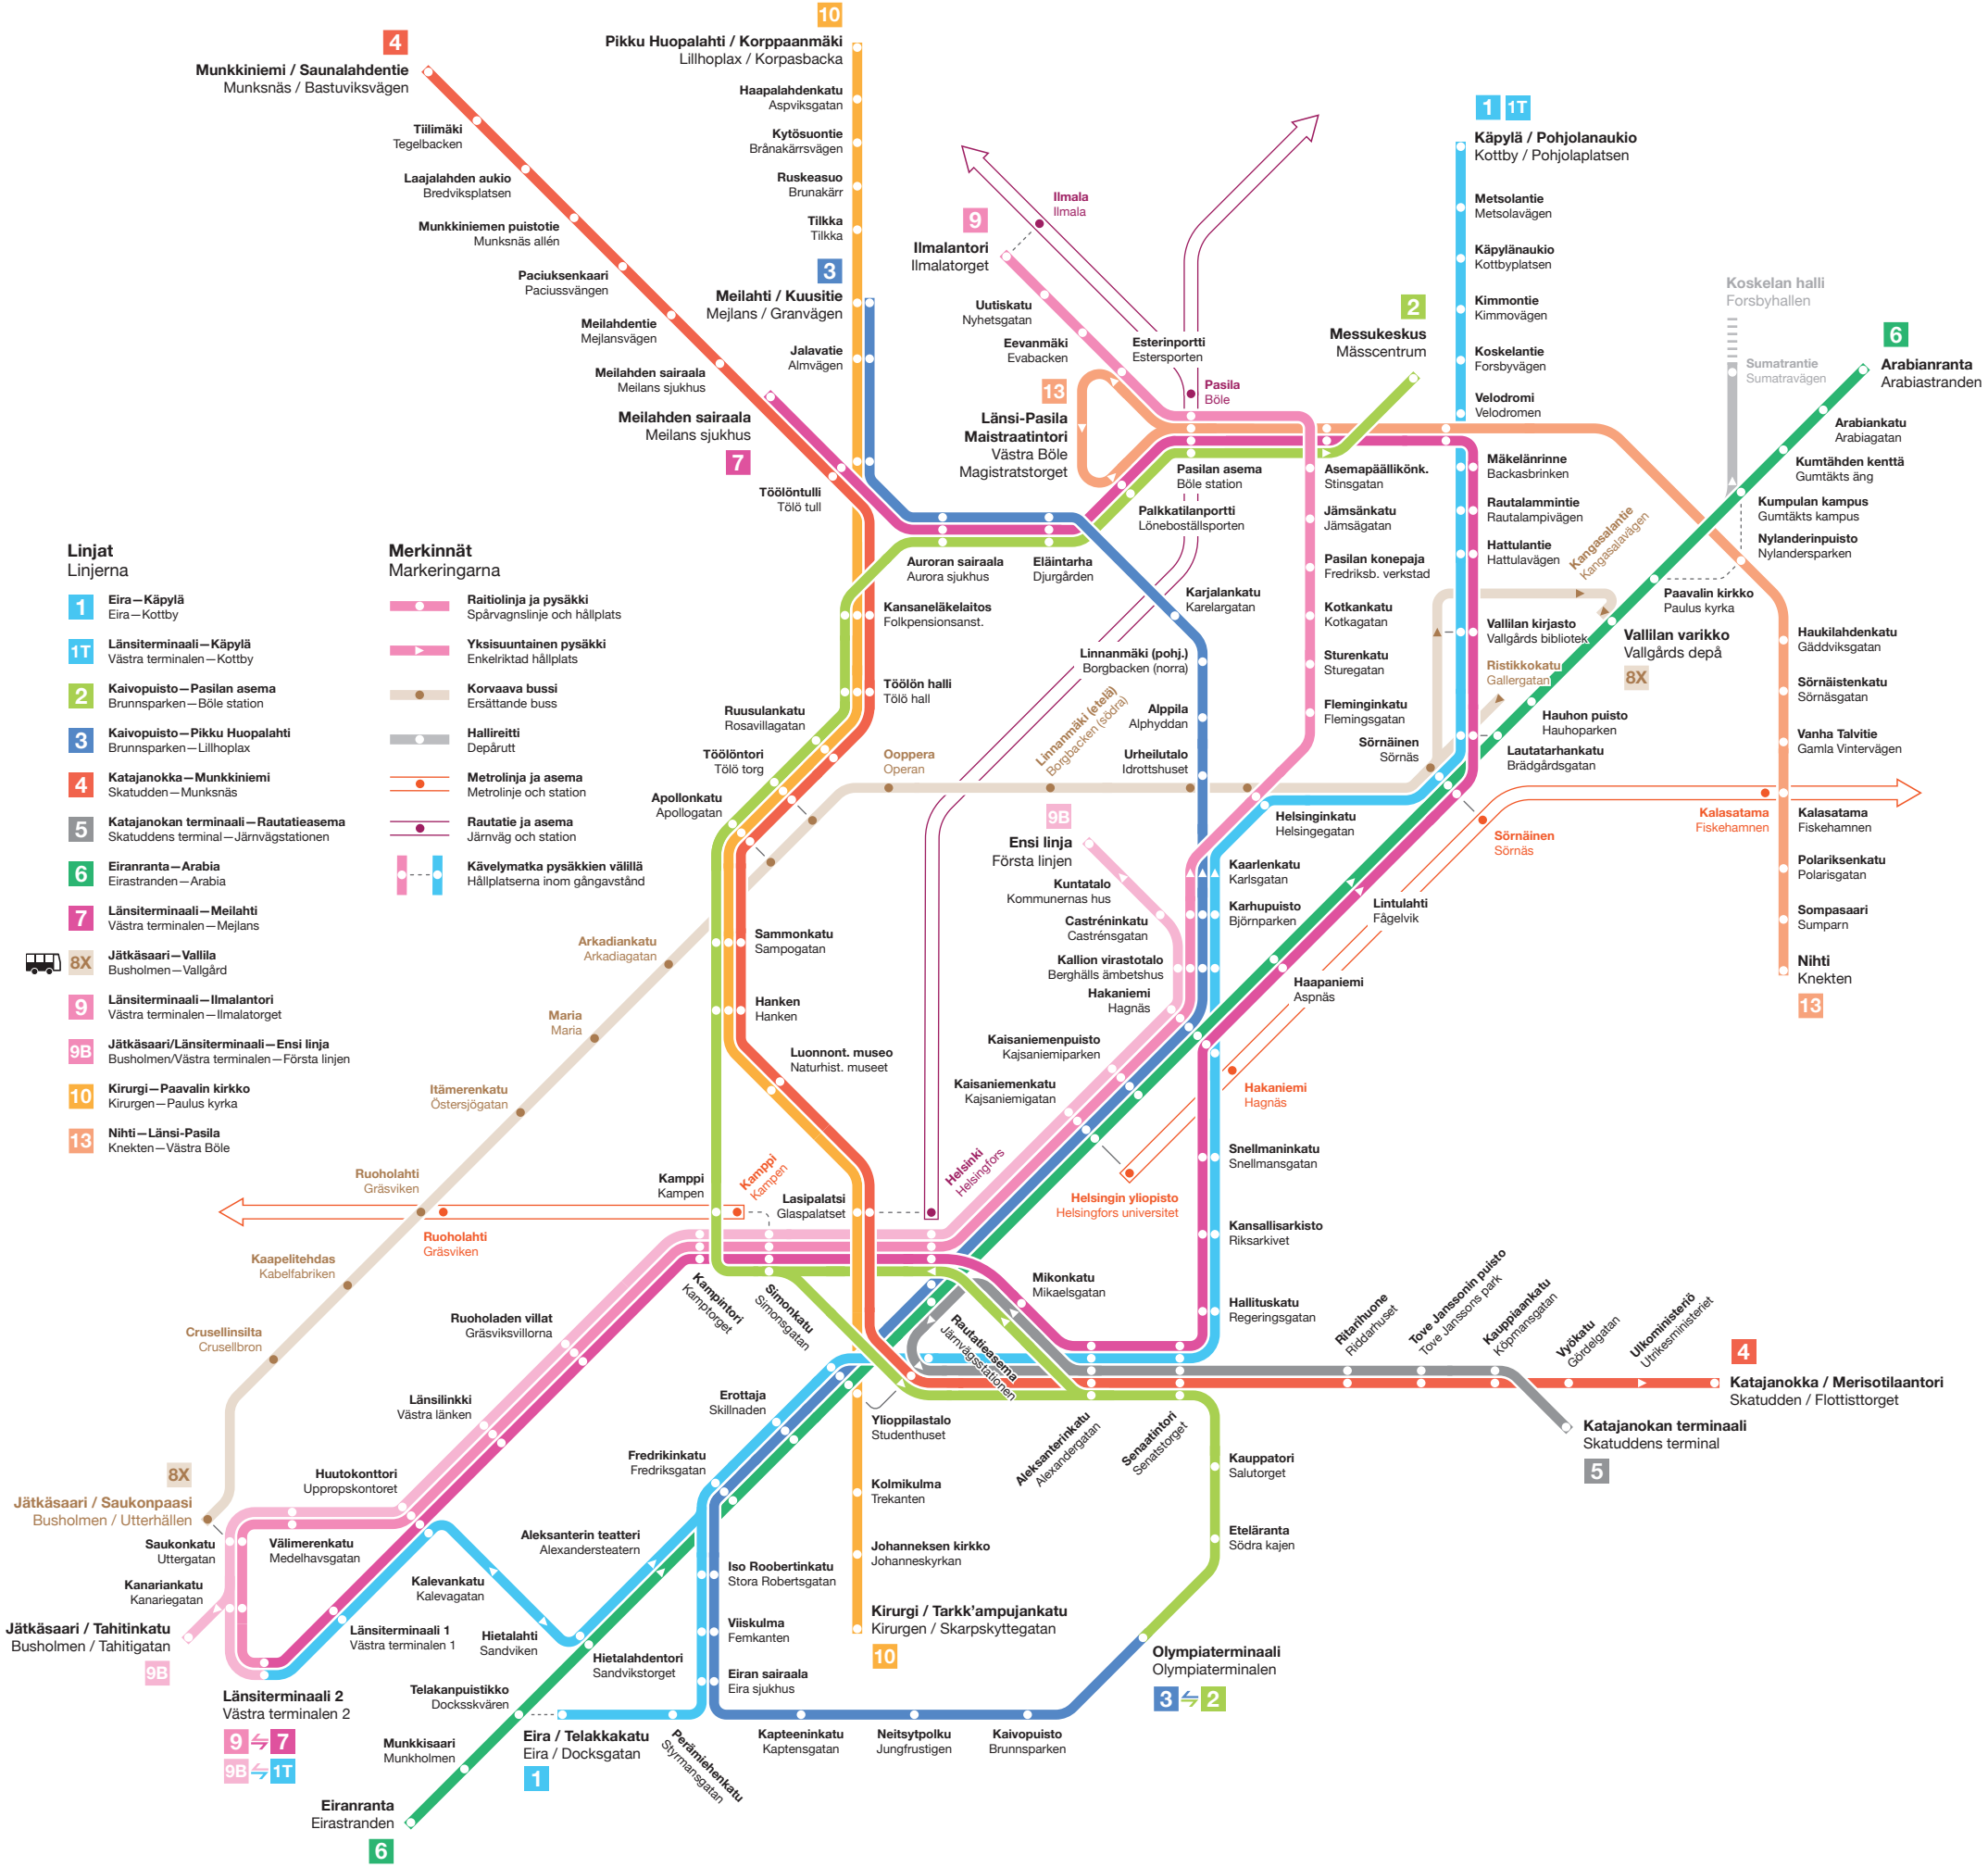 10
Pikku Huopalahti / Korppaanmäki
Lillhoplax / Korpasbacka
4
Munkkiniemi / Saunalahdentie
Munksnäs / Bastuviksvägen
Haapalahdenkatu
Aspviksgatan
Kytösuontie
Brånakärrsvägen
Ruskeasuo
Brunakärr
Tilkka
Tilkka
3
Meilahti / Kuusitie
Mejlans / Granvägen
Jalavatie
Almvägen
Tiilimäki
Tegelbacken
Laajalahden aukio
Bredviksplatsen
Munkkiniemen puistotie
Munksnäs allén
Paciuksenkaari
Paciussvängen
Meilahdentie
Mejlansvägen
Meilahden sairaala
Meilans sjukhus
Meilahden sairaala
Meilans sjukhus
7
Töölöntulli
Tölö tull
1 1T
Käpylä / Pohjolanaukio
Kottby / Pohjolaplatsen
Metsolantie
Metsolavägen
Käpylänaukio
Kottbyplatsen
Kimmontie
Kimmovägen
Koskelantie
Forsbyvägen
Velodromi
Velodromen
Mäkelänrinne
Backasbrinken
Rautalammintie
Rautalampivägen
Hattulantie
Hattulavägen
Vallilan kirjasto
Vallgårds bibliotek
Ristikkokatu
Gallergatan
Kangasalantie
Kangasalavägen
Ilmala
Ilmala
9
Ilmalantori
Ilmalatorget
Uutiskatu
Nyhetsgatan
Eevanmäki
Evabacken
Esterinportti
Estersporten
Pasila
Böle
13
Länsi-Pasila
Maistraatintori
Västra Böle
Magistratstorget
2
Messukeskus
Mässcentrum
Pasilan asema
Böle station
Palkkatilanportti
Löneboställsporten
Asemapäällikönk.
Stinsgatan
Jämsänkatu
Jämsägatan
Pasilan konepaja
Fredriksb. verkstad
Kotkankatu
Kotkagatan
Sturenkatu
Sturegatan
Fleminginkatu
Flemingsgatan
Koskelan halli
Forsbyhallen
Sumatrantie
Sumatravägen
6
Arabianranta
Arabiastranden
Arabiankatu
Arabiagatan
Kumtähden kenttä
Gumtäkts äng
Kumpulan kampus
Gumtäkts kampus
Nylanderinpuisto
Nylandersparken
Paavalin kirkko
Paulus kyrka
Vallilan varikko
Vallgårds depå
8X
Hauhon puisto
Hauhoparken
Lautatarhankatu
Brädgårdsgatan
Sörnäinen
Sörnäs
Haukilahdenkatu
Gäddviksgatan
Sörnäistenkatu
Sörnäsgatan
Vanha Talvitie
Gamla Vintervägen
Kalasatama
Fiskehamnen
Kalasatama
Fiskehamnen
Polariksenkatu
Polarisgatan
Sompasaari
Sumparn
Nihti
Knekten
13
Sörnäinen
Sörnäs
Auroran sairaala
Aurora sjukhus
Eläintarha
Djurgården
Karjalankatu
Karelargatan
Kansaneläkelaitos
Folkpensionsanst.
Linnanmäki (pohj.)
Borgbacken (norra)
Töölön halli
Tölö hall
Ruusulankatu
Rosavillagatan
Töölöntori
Tölö torg
Apollonkatu
Apollogatan
Ooppera
Operan
Linnanmäki (etelä)
Borgbacken (södra)
Alppila
Alphyddan
Urheilutalo
Idrottshuset
Helsinginkatu
Helsingegatan
9B
Ensi linja
Första linjen
Kuntatalo
Kommunernas hus
Castréninkatu
Castrénsgatan
Kallion virastotalo
Berghälls ämbetshus
Hakaniemi
Hagnäs
Kaarlenkatu
Karlsgatan
Karhupuisto
Björnparken
Lintulahti
Fågelvik
Haapaniemi
Aspnäs
Kaisaniemenpuisto
Kajsaniemiparken
Kaisaniemenkatu
Kajsaniemigatan
Hakaniemi
Hagnäs
Snellmaninkatu
Snellmansgatan
Helsingin yliopisto
Helsingfors universitet
Kansallisarkisto
Riksarkivet
Hallituskatu
Regeringsgatan
Linjat
Linjerna
1
Eira—Käpylä
Eira—Kottby
1T
Länsiterminaali—Käpylä
Västra terminalen—Kottby
2
Kaivopuisto—Pasilan asema
Brunnsparken—Böle station
3
Kaivopuisto—Pikku Huopalahti
Brunnsparken—Lillhoplax
4
Katajanokka—Munkkiniemi
Skatudden—Munksnäs
5
Katajanokan terminaali—Rautatieasema
Skatuddens terminal—Järnvägstationen
6
Eiranranta—Arabia
Eirastranden—Arabia
7
Länsiterminaali—Meilahti
Västra terminalen—Mejlans
8X
Jätkäsaari—Vallila
Busholmen—Vallgård
9
Länsiterminaali—Ilmalantori
Västra terminalen—Ilmalatorget
9B
Jätkäsaari/Länsiterminaali—Ensi linja
Busholmen/Västra terminalen—Första linjen
10
Kirurgi—Paavalin kirkko
Kirurgen—Paulus kyrka
13
Nihti—Länsi-Pasila
Knekten—Västra Böle
Merkinnät
Markeringarna
Raitiolinja ja pysäkki
Spårvagnslinje och hållplats
Yksisuuntainen pysäkki
Enkelriktad hållplats
Korvaava bussi
Ersättande buss
Hallireitti
Depårutt
Metrolinja ja asema
Metrolinje och station
Rautatie ja asema
Järnväg och station
Kävelymatka pysäkkien välillä
Hållplatserna inom gångavstånd
Sammonkatu
Sampogatan
Hanken
Hanken
Luonnont. museo
Naturhist. museet
Arkadiankatu
Arkadiagatan
Maria
Maria
Itämerenkatu
Östersjögatan
Ruoholahti
Gräsviken
Ruoholahti
Gräsviken
Kaapelitehdas
Kabelfabriken
Crusellinsilta
Crusellbron
8X
Jätkäsaari / Saukonpaasi
Busholmen / Utterhällen
Kamppi
Kampen
Kamppi
Kampen
Lasipalatsi
Glaspalatset
Helsinki
Helsingfors
Kampintori
Kamptorget
Simonkatu
Simonsgatan
Rautatieasema
Järnvägsstationen
Mikonkatu
Mikaelsgatan
Ruoholaden villat
Gräsviksvillorna
Länsilinkki
Västra länken
Huutokonttori
Uppropskontoret
Välimerenkatu
Medelhavsgatan
Saukonkatu
Uttergatan
Kanariankatu
Kanariegatan
Jätkäsaari / Tahitinkatu
Busholmen / Tahitigatan
9B
Länsiterminaali 1
Västra terminalen 1
Länsiterminaali 2
Västra terminalen 2
9 7
9B 1T
Kalevankatu
Kalevagatan
Hietalahti
Sandviken
Hietalahdentori
Sandvikstorget
Aleksanterin teatteri
Alexandersteatern
Telakanpuistikko
Docksskvären
Munkkisaari
Munkholmen
Eiranranta
Eirastranden
6
Eira / Telakkakatu
Eira / Docksgatan
1
Perämiehenkatu
Styrmansgatan
Erottaja
Skillnaden
Fredrikinkatu
Fredriksgatan
Iso Roobertinkatu
Stora Robertsgatan
Viiskulma
Femkanten
Eiran sairaala
Eira sjukhus
Kapteeninkatu
Kaptensgatan
Neitsytpolku
Jungfrustigen
Kaivopuisto
Brunnsparken
Ylioppilastalo
Studenthuset
Kolmikulma
Trekanten
Johanneksen kirkko
Johanneskyrkan
Kirurgi / Tarkk’ampujankatu
Kirurgen / Skarpskyttegatan
10
Aleksanterinkatu
Alexandergatan
Senaatintori
Senatstorget
Kauppatori
Salutorget
Eteläranta
Södra kajen
Olympiaterminaali
Olympiaterminalen
3 2
Ritarihuone
Riddarhuset
Tove Janssonin puisto
Tove Janssons park
Kauppiaankatu
Köpmansgatan
Vyökatu
Gördelgatan
Ulkoministeriö
Utrikesministeriet
4
Katajanokka / Merisotilaantori
Skatudden / Flottisttorget
Katajanokan terminaali
Skatuddens terminal
5